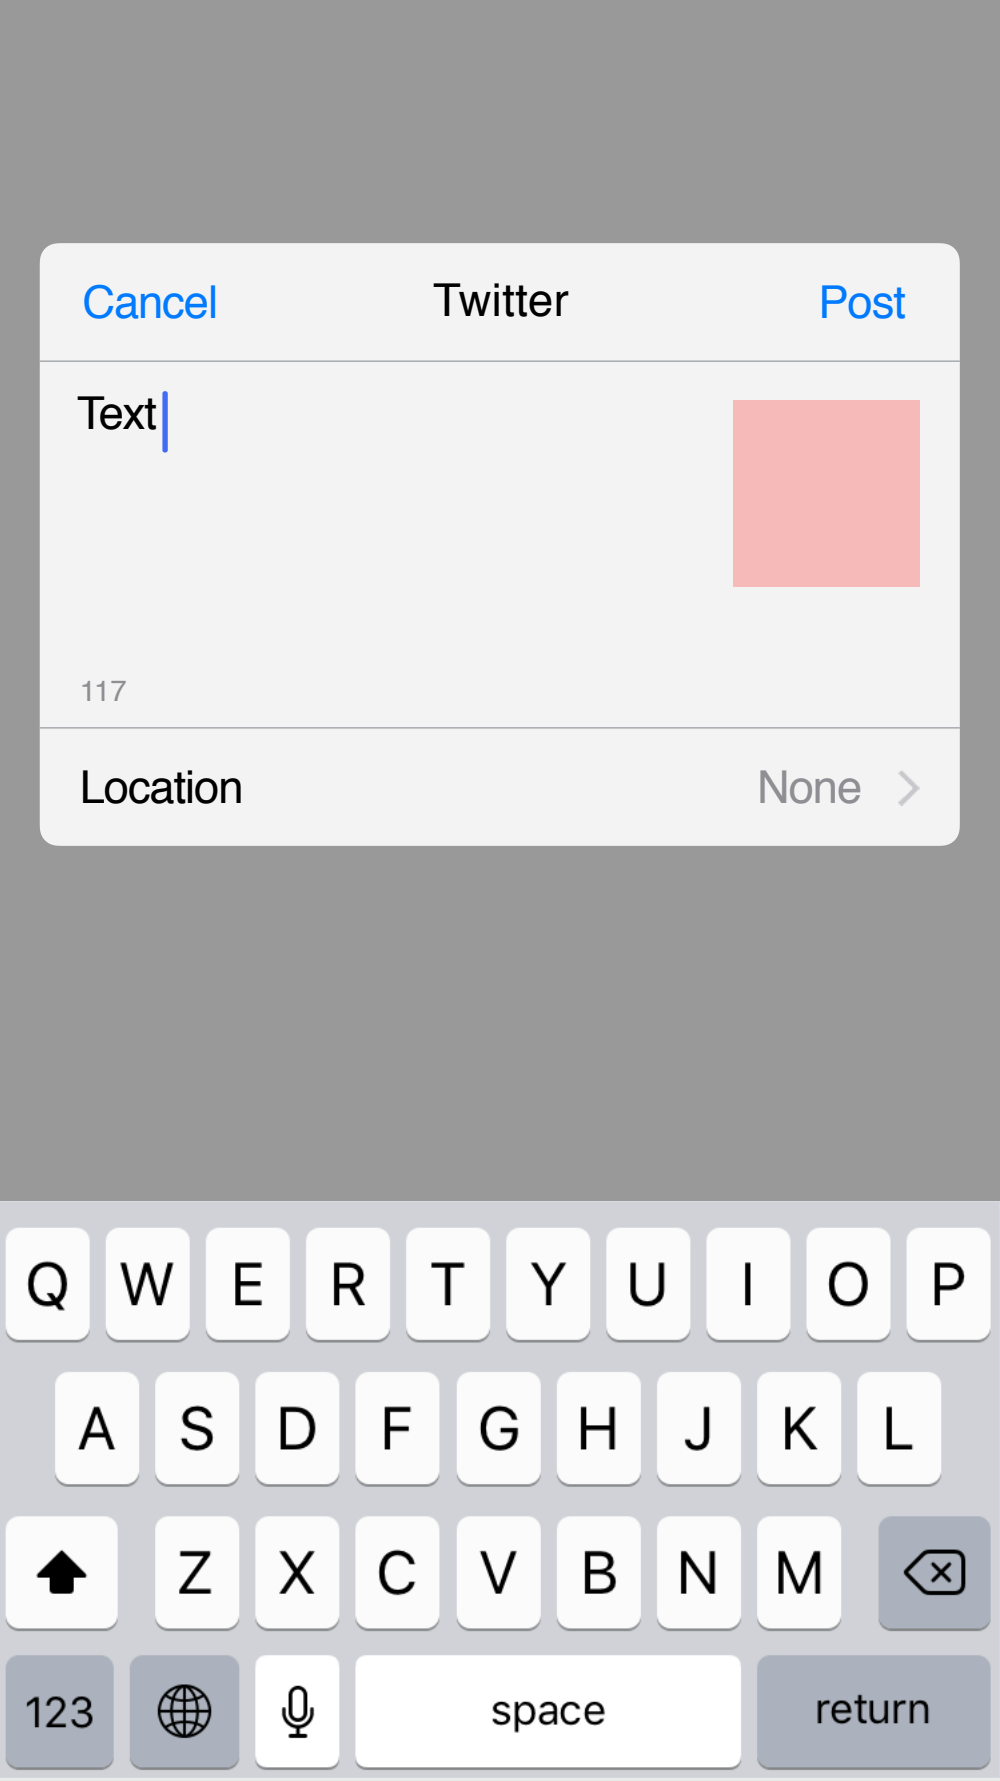 Cancel Twitter Post
Text
117
Location None
Q W E R T Y U I O P
A S D F G H J K L
Z X C V B N M
123 space return